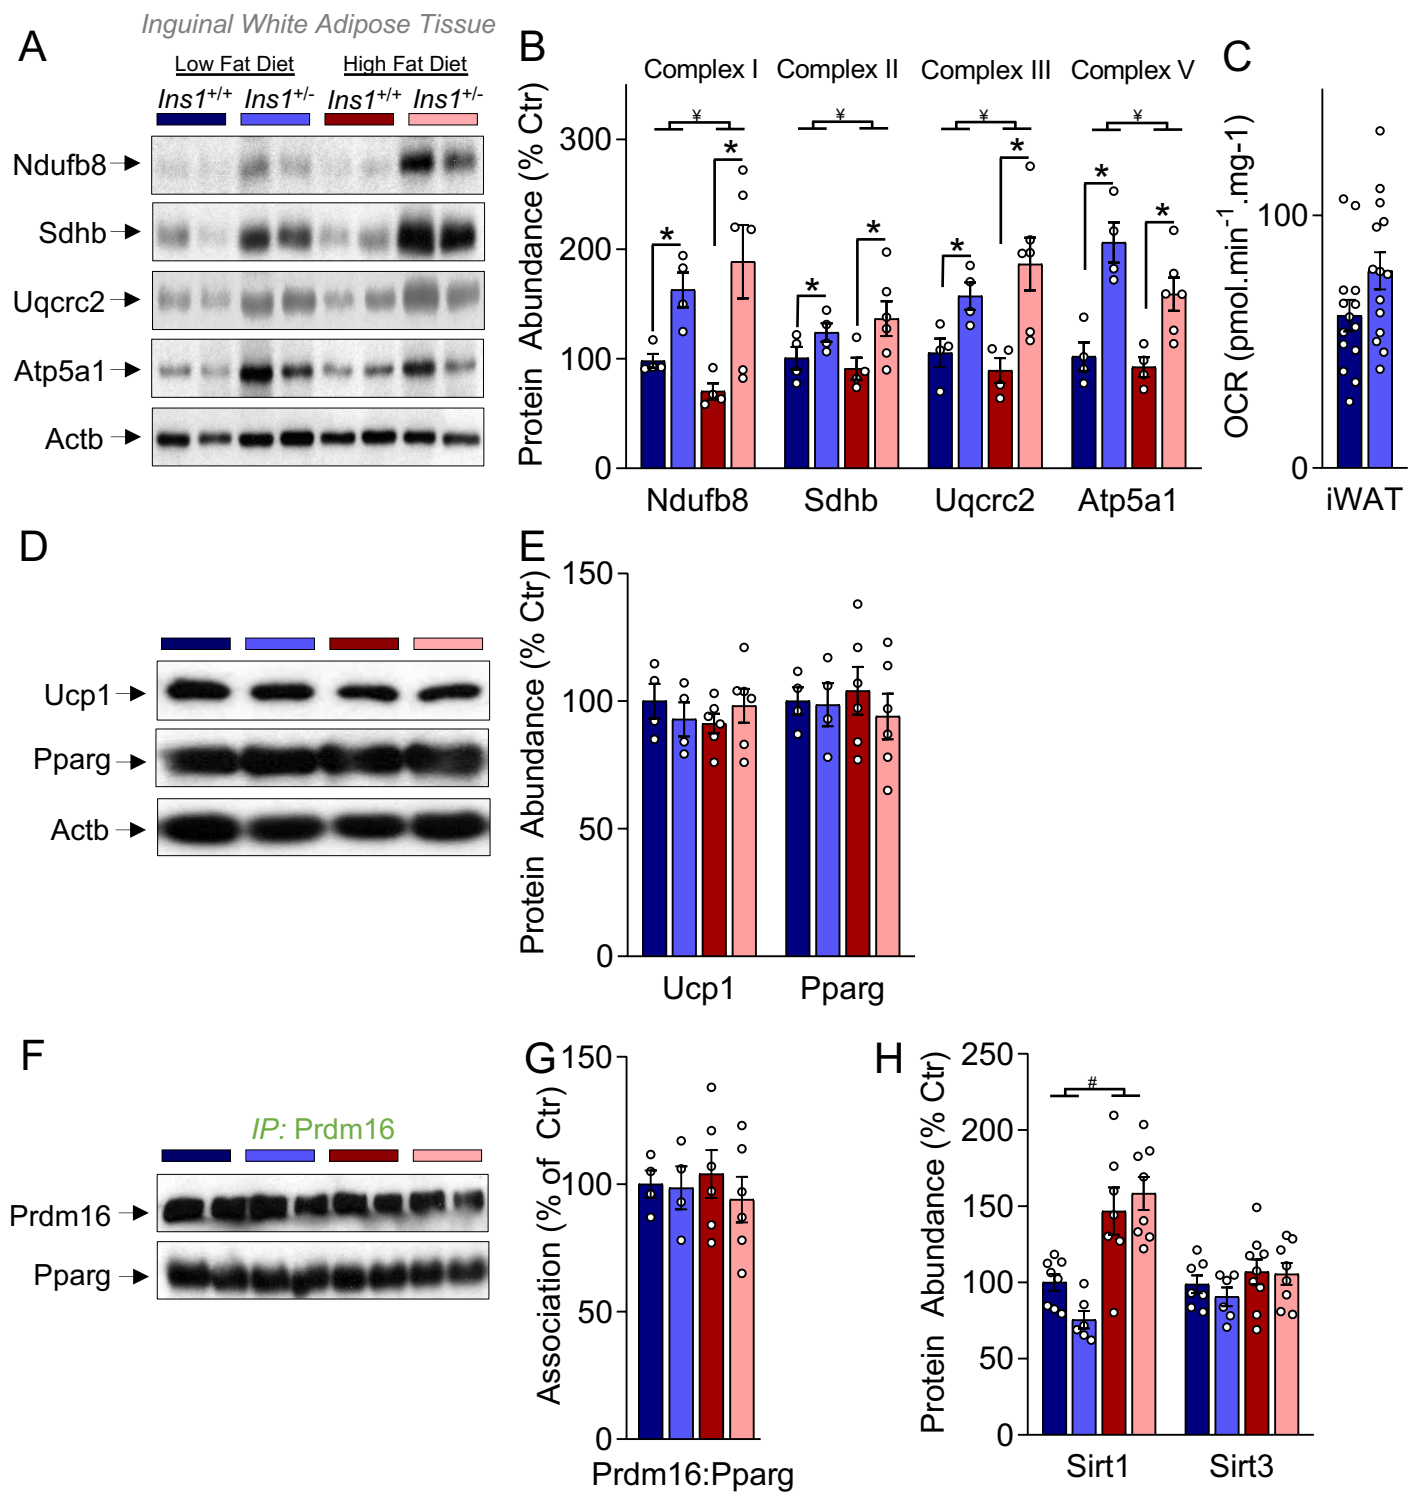 Inguinal White Adipose Tissue
A
Low Fat Diet High Fat Diet
Ins1+/+ Ins1+/- Ins1+/+ Ins1+/-
Ndufb8
Sdhb
Uqcrc2
Atp5a1
Actb
B
Complex I Complex II Complex III Complex V
¥ ¥ ¥ ¥
* * * * * * * *
Protein Abundance (% Ctr)
300
200
100
0
Ndufb8 Sdhb Uqcrc2 Atp5a1
C
OCR (pmol.min-1.mg-1)
100
0
iWAT
D
Ucp1
Pparg
Actb
E
Protein Abundance (% Ctr)
150
100
50
0
Ucp1 Pparg
F
IP: Prdm16
Prdm16
Pparg
G
Association (% of Ctr)
150
100
50
0
Prdm16:Pparg
H
Protein Abundance (% Ctr)
250
200
150
100
50
0
#
Sirt1 Sirt3